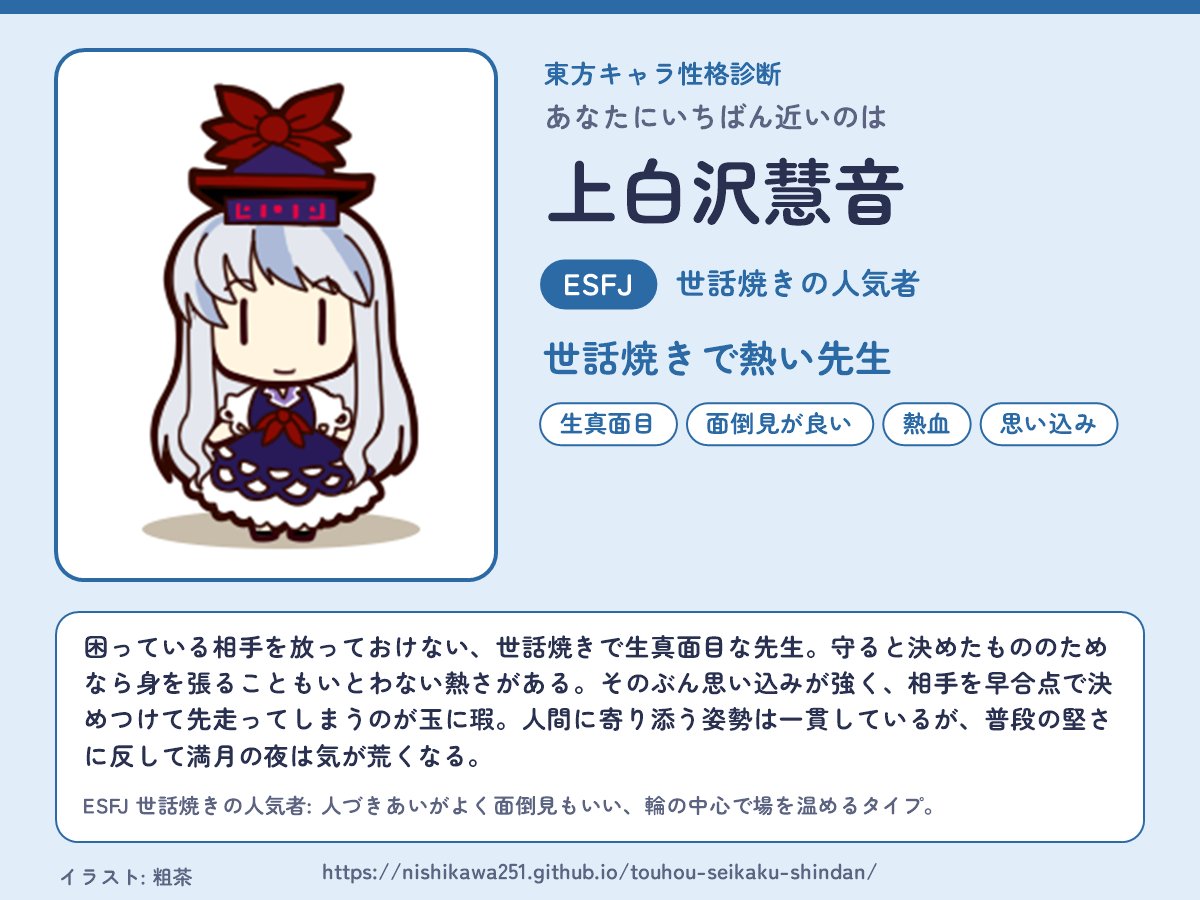 東方キャラ性格診断
あなたにいちばん近いのは
上白沢慧音
ESFJ 世話焼きの人気者
世話焼きで熱い先生
生真面目 面倒見が良い 熱血 思い込み
困っている相手を放っておけない、世話焼きで生真面目な先生。守ると決めたもののため
なら身を張ることもいとわない熱さがある。そのぶん思い込みが強く、相手を早合点で決
めつけて先走ってしまうのが玉に瑕。人間に寄り添う姿勢は一貫しているが、普段の堅さ
に反して満月の夜は気が荒くなる。
ESFJ 世話焼きの人気者: 人づきあいがよく面倒見もいい、輪の中心で場を温めるタイプ。
イラスト: 粗茶 https://nishikawa251.github.io/touhou-seikaku-shindan/